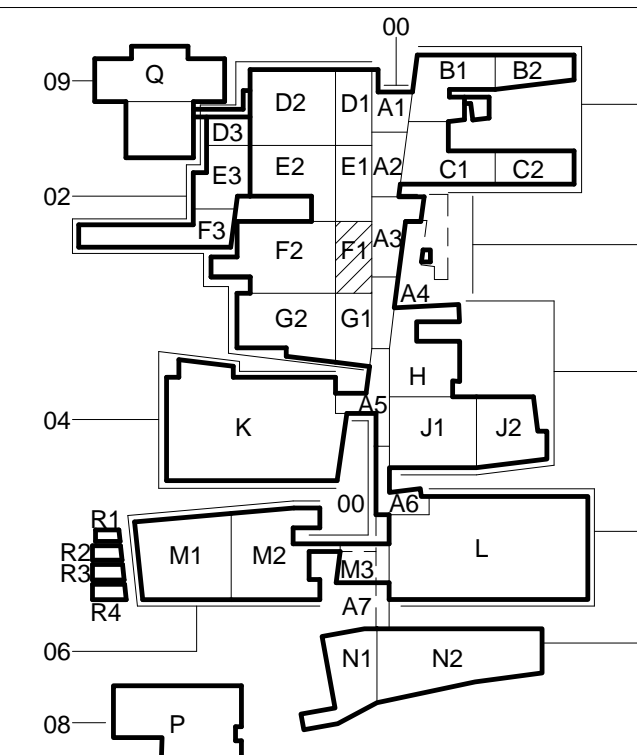 00
09
Q
B1
B2
D2
D1
A1
D3
E3
E2
E1
A2
C1
C2
02
F3
F2
F1
A3
A4
G2
G1
H
A5
04
K
J1
J2
00
A6
R1
R2
R3
R4
M1
M2
M3
L
A7
06
N1
N2
08
P